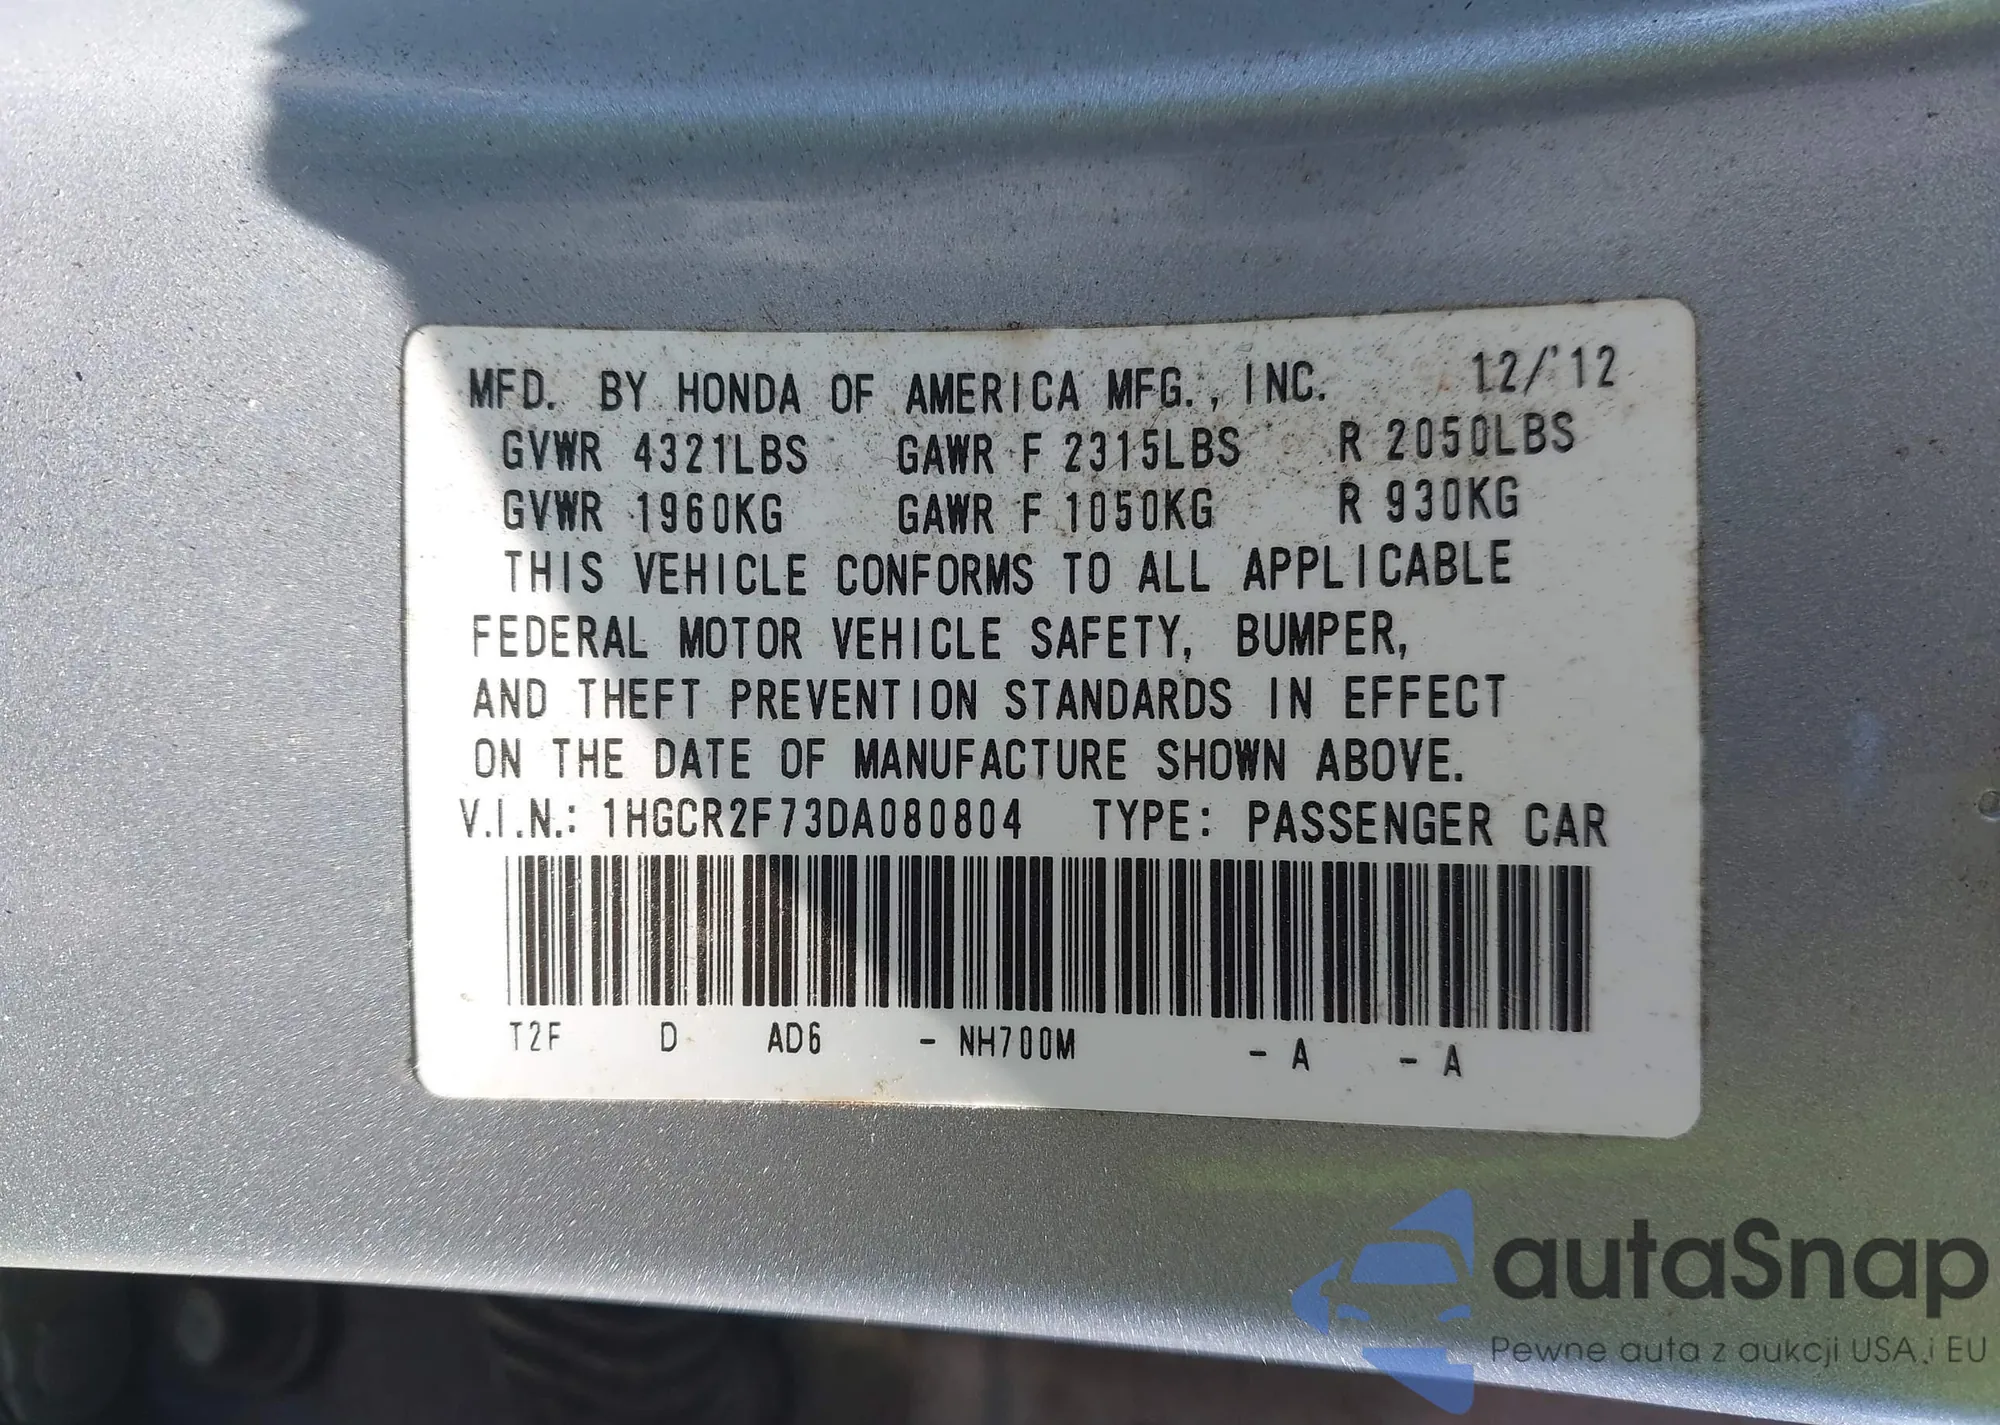 MFD. BY HONDA OF AMERICA MFG., INC. 12/'12
GVWR 4321LBS GAWR F 2315LBS R 2050LBS
GVWR 1960KG GAWR F 1050KG R 930KG
THIS VEHICLE CONFORMS TO ALL APPLICABLE
FEDERAL MOTOR VEHICLE SAFETY, BUMPER,
AND THEFT PREVENTION STANDARDS IN EFFECT
ON THE DATE OF MANUFACTURE SHOWN ABOVE.
V.I.N.: 1HGCR2F73DA080804 TYPE: PASSENGER CAR
T2F D AD6 - NH700M - A - A
autaSnap
Pewne auta z aukcji USA i EU